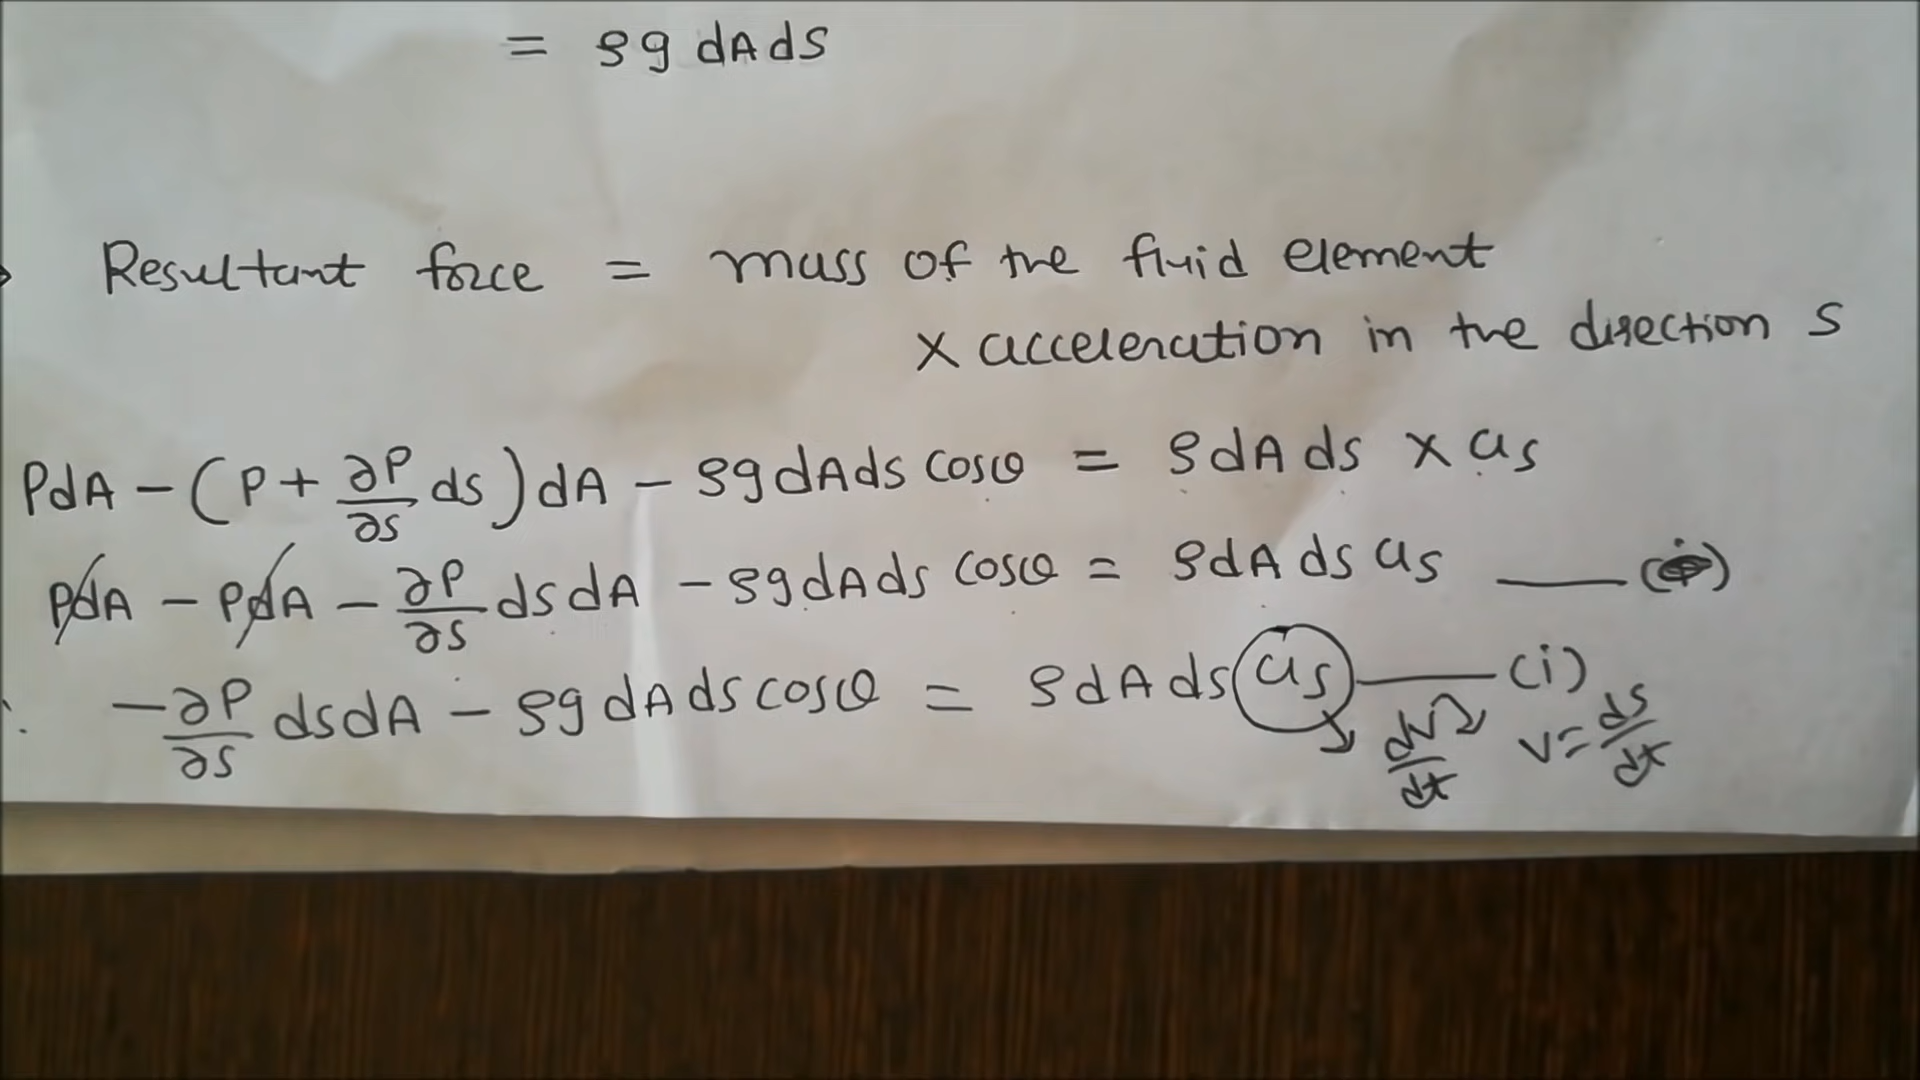 = ρg dA ds
Resultant force = mass of the fluid element
x acceleration in the direction s
PdA - (P + ∂P/∂s ds) dA - ρg dA ds cosθ = ρ dA ds x as
PdA - PdA - ∂P/∂s ds dA - ρg dA ds cosθ = ρ dA ds as
-∂P/∂s ds dA - ρg dA ds cosθ = ρ dA ds as — (i)
dv/dt v = ds/dt